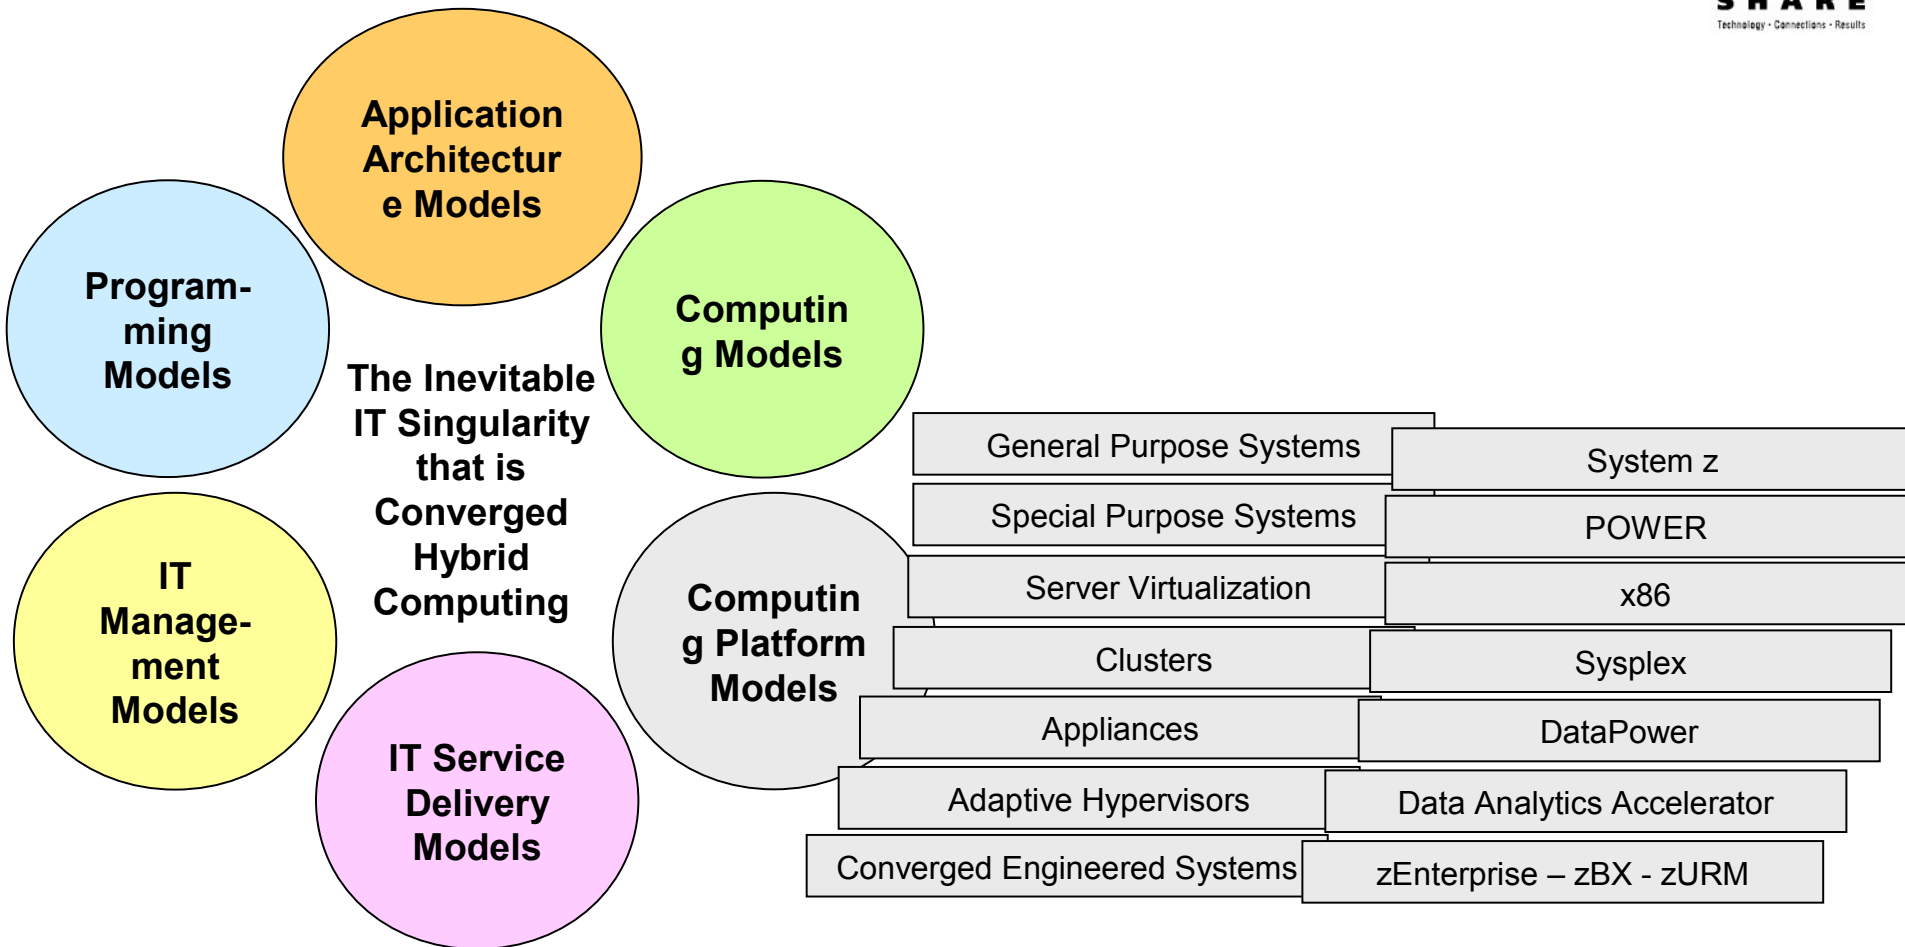 SHARE
Technology • Connections • Results
Application
Architectur
e Models
Program-
ming
Models
Computin
g Models
The Inevitable
IT Singularity
that is
Converged
Hybrid
Computing
IT
Manage-
ment
Models
Computin
g Platform
Models
IT Service
Delivery
Models
General Purpose Systems
System z
Special Purpose Systems
POWER
Server Virtualization
x86
Clusters
Sysplex
Appliances
DataPower
Adaptive Hypervisors
Data Analytics Accelerator
Converged Engineered Systems
zEnterprise – zBX - zURM